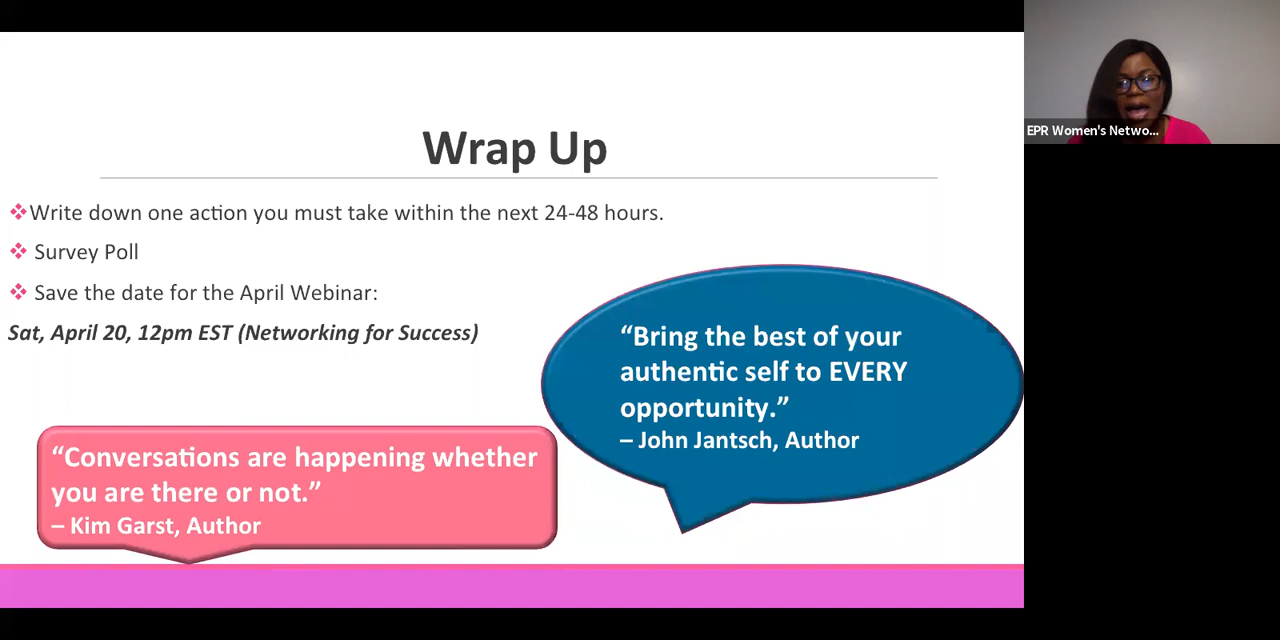 Wrap Up
❖Write down one action you must take within the next 24-48 hours.
❖ Survey Poll
❖ Save the date for the April Webinar:
Sat, April 20, 12pm EST (Networking for Success)
“Bring the best of your
authentic self to EVERY
opportunity.”
– John Jantsch, Author
“Conversations are happening whether
you are there or not.”
– Kim Garst, Author
EPR Women's Netwo...